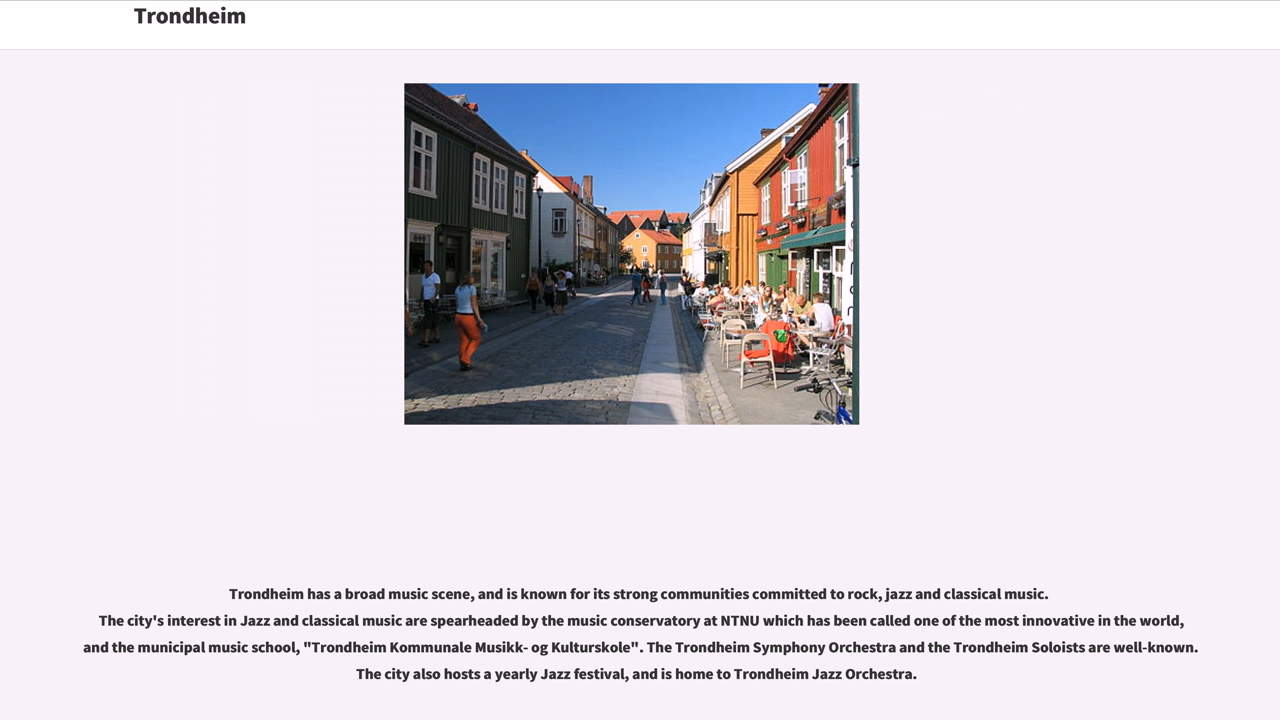 Trondheim
Trondheim has a broad music scene, and is known for its strong communities committed to rock, jazz and classical music.
The city's interest in Jazz and classical music are spearheaded by the music conservatory at NTNU which has been called one of the most innovative in the world,
and the municipal music school, "Trondheim Kommunale Musikk- og Kulturskole". The Trondheim Symphony Orchestra and the Trondheim Soloists are well-known.
The city also hosts a yearly Jazz festival, and is home to Trondheim Jazz Orchestra.